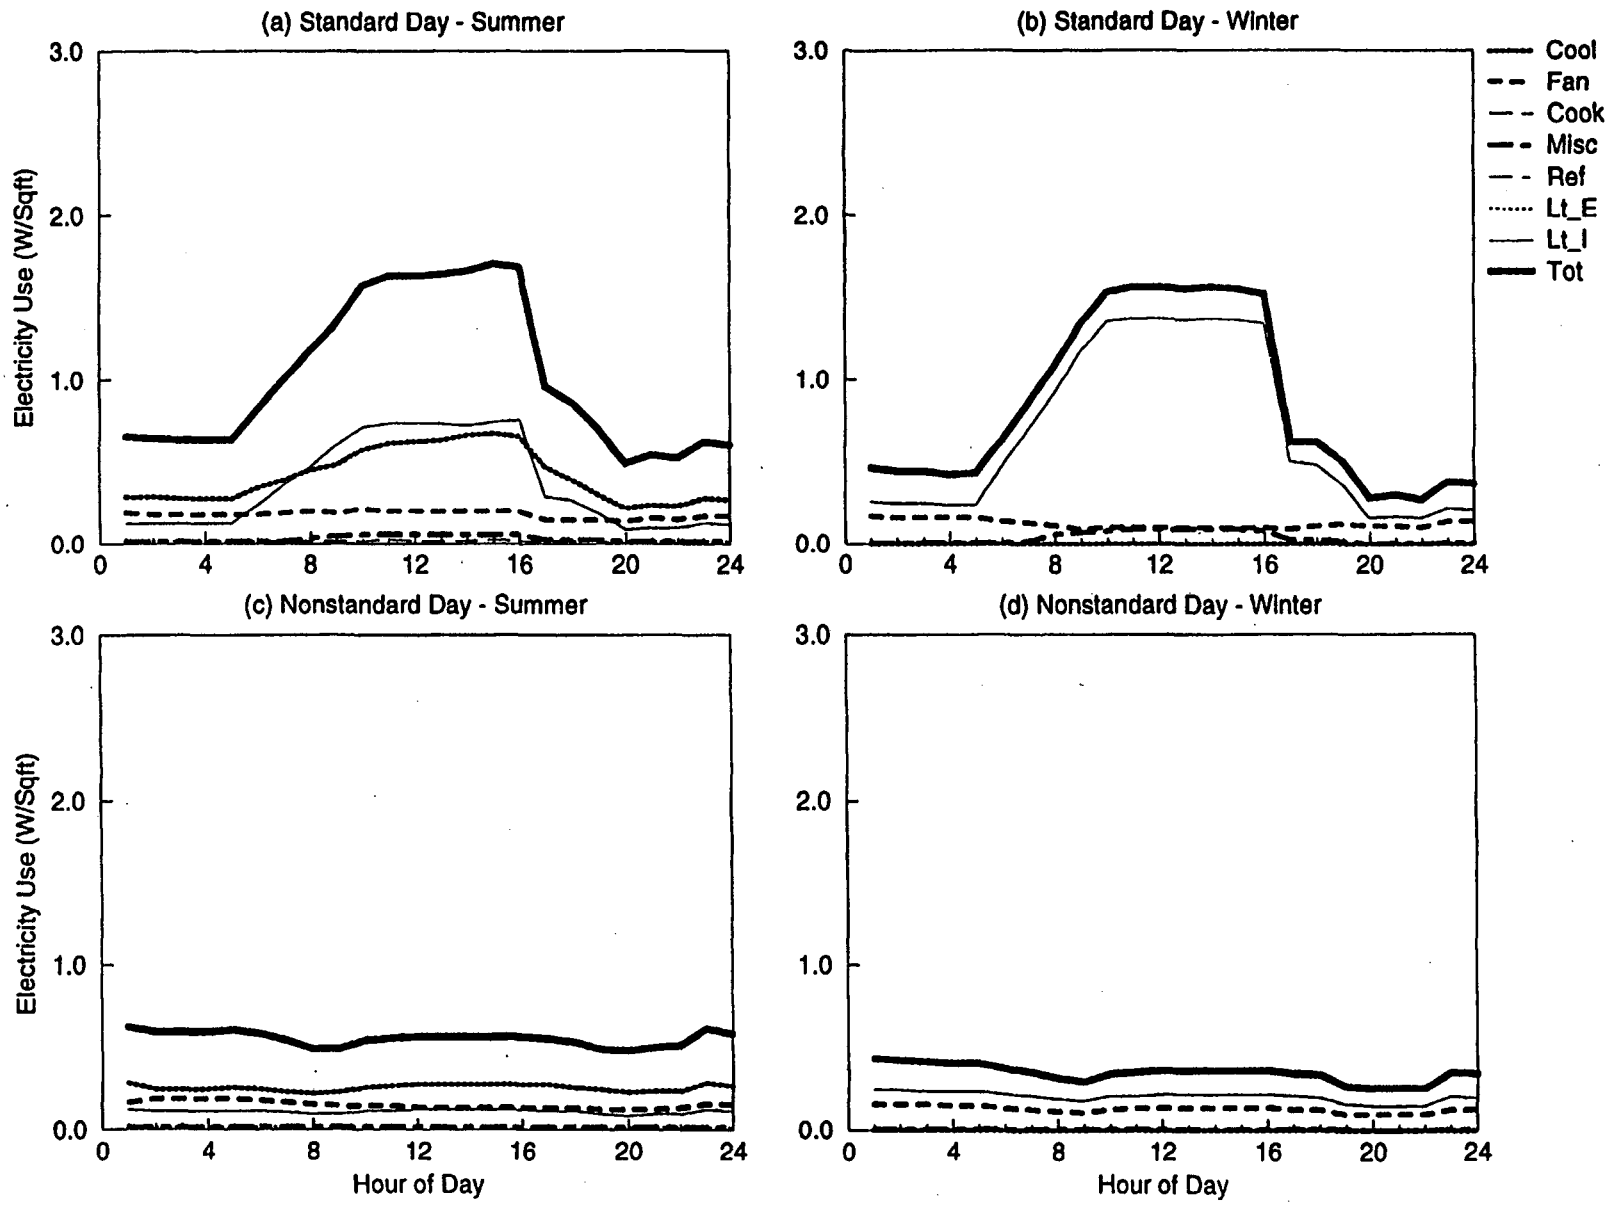 (a) Standard Day - Summer
(b) Standard Day - Winter
3.0
2.0
1.0
0.0
0 4 8 12 16 20 24
Electricity Use (W/Sqft)
3.0
2.0
1.0
0.0
0 4 8 12 16 20 24
Cool
Fan
Cook
Misc
Ref
Lt_E
Lt_I
Tot
(c) Nonstandard Day - Summer
(d) Nonstandard Day - Winter
3.0
2.0
1.0
0.0
0 4 8 12 16 20 24
Electricity Use (W/Sqft)
Hour of Day
3.0
2.0
1.0
0.0
0 4 8 12 16 20 24
Hour of Day